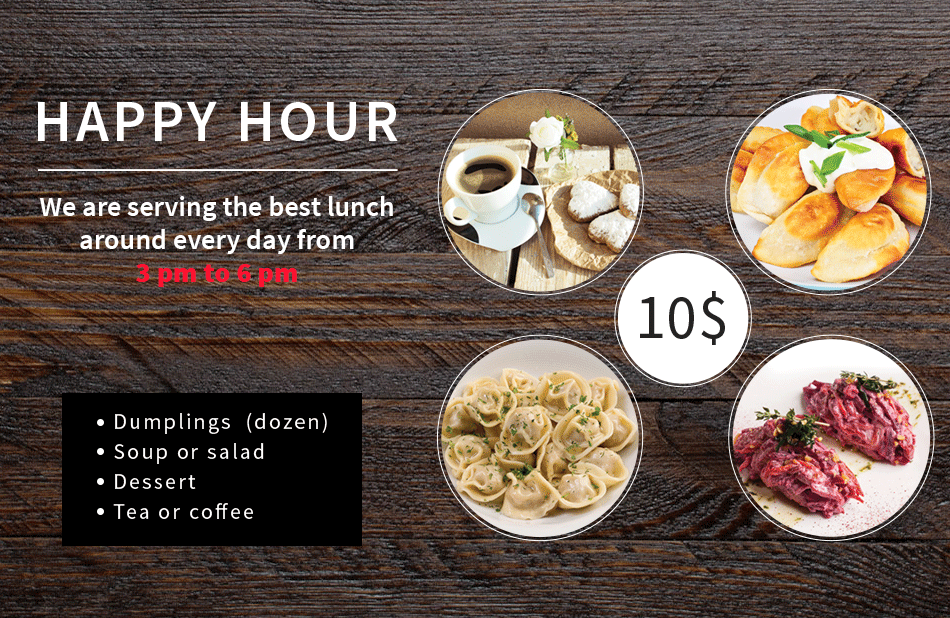 HAPPY HOUR
We are serving the best lunch
around every day from
3 pm to 6 pm
10$
• Dumplings (dozen)
• Soup or salad
• Dessert
• Tea or coffee